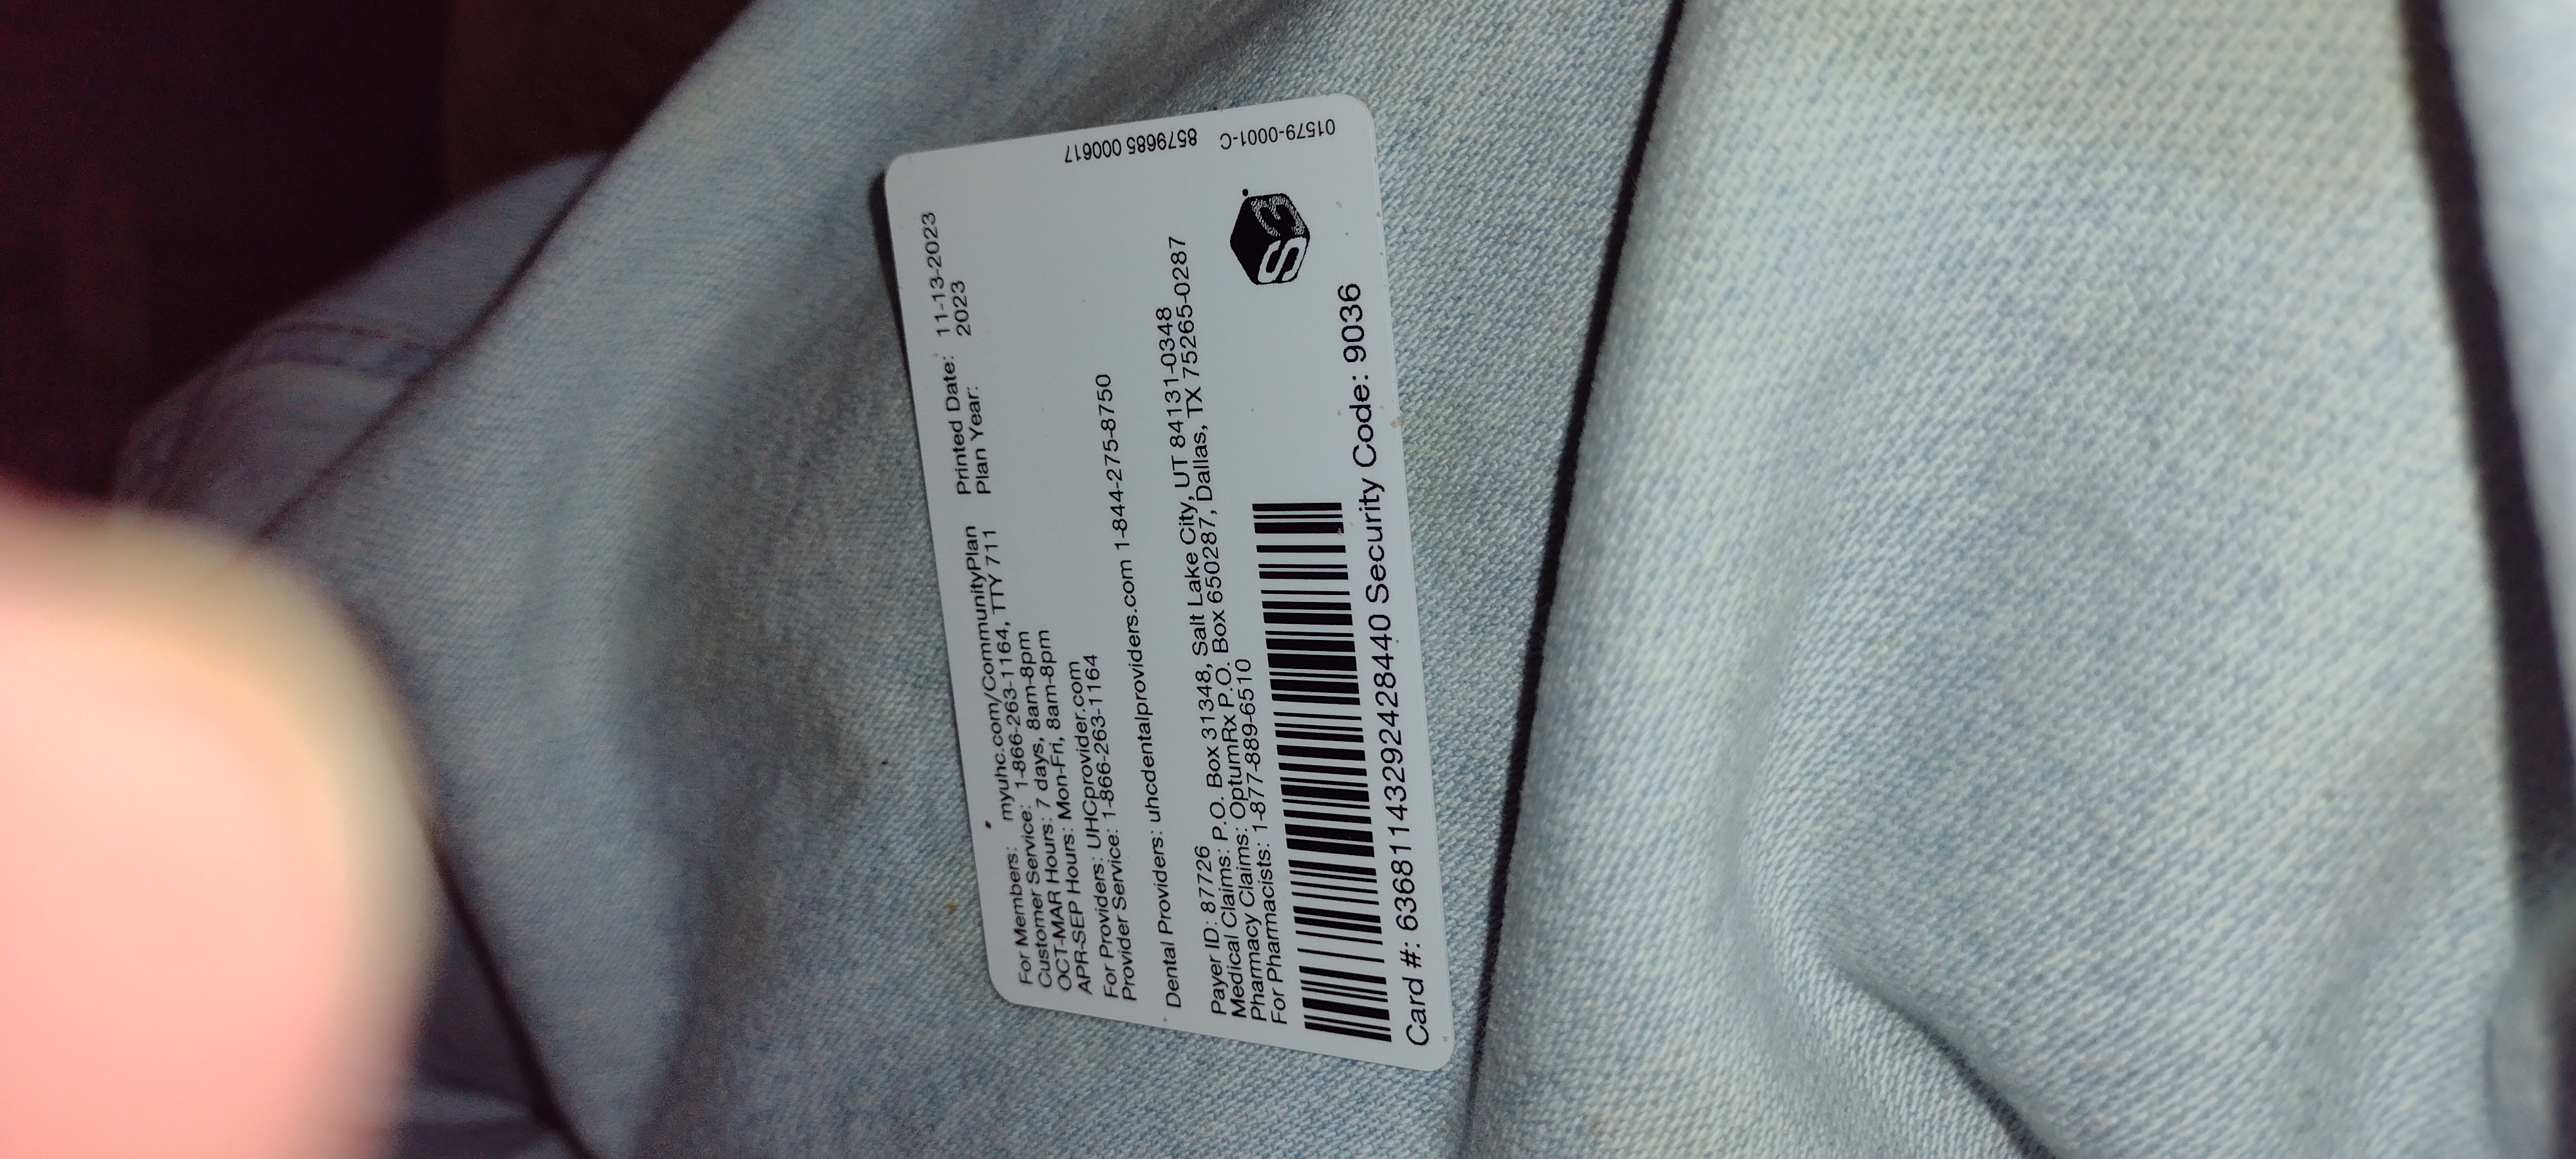 For Members: myuhc.com/CommunityPlan
Customer Service: 1-866-263-1164, TTY 711
OCT-MAR Hours: 7 days, 8am-8pm
APR-SEP Hours: Mon-Fri, 8am-8pm
Printed Date: 11-13-2023
Plan Year: 2023
For Providers: UHCprovider.com
Provider Service: 1-866-263-1164
Dental Providers: uhcdentalproviders.com 1-844-275-8750
Payer ID: 87726
Medical Claims: P.O. Box 31348, Salt Lake City, UT 84131-0348
Pharmacy Claims: OptumRx P.O. Box 650287, Dallas, TX 75265-0287
For Pharmacists: 1-877-889-6510
S3
Card #: 63681143292428440 Security Code: 9036
8579685 000617
01579-0001-C